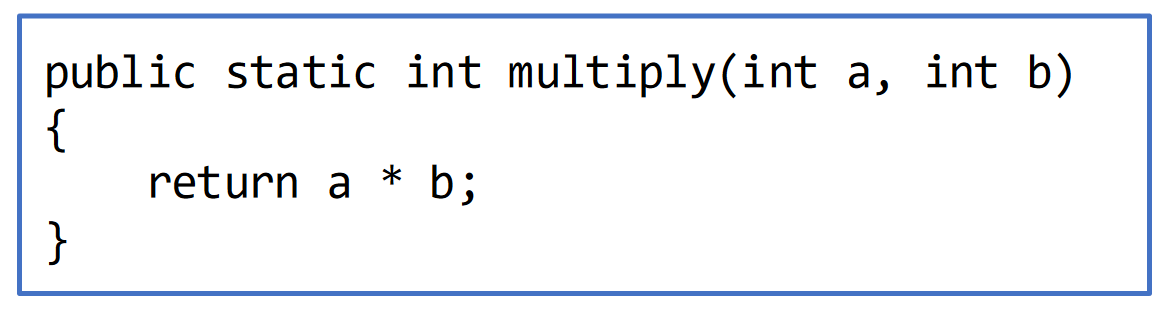 public static int multiply(int a, int b)
{
    return a * b;
}